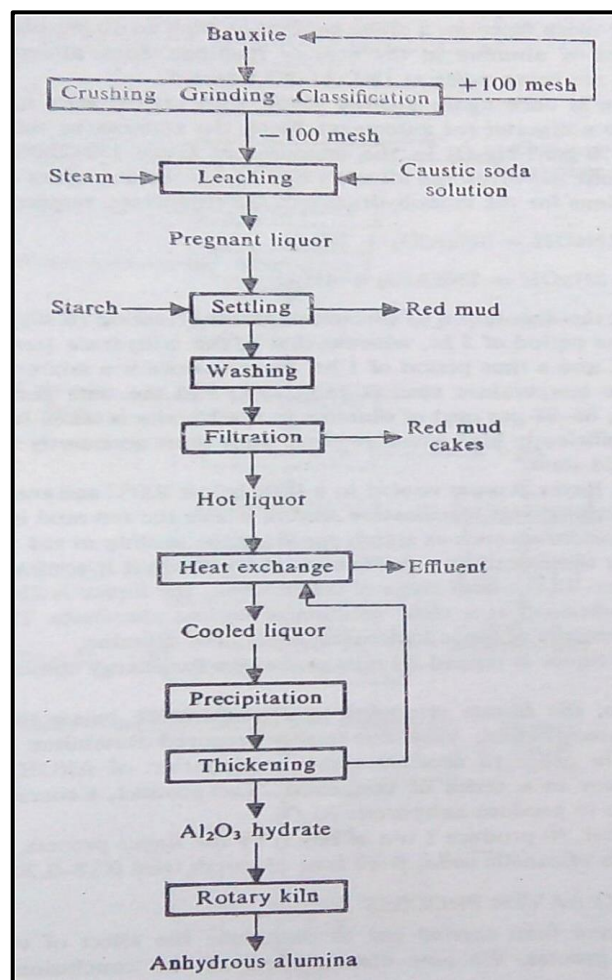 Bauxite
+100 mesh
Crushing Grinding Classification
−100 mesh
Steam
Leaching
Caustic soda
solution
Pregnant liquor
Starch
Settling
Red mud
Washing
Filtration
Red mud
cakes
Hot liquor
Heat exchange
Effluent
Cooled liquor
Precipitation
Thickening
Al₂O₃ hydrate
Rotary kiln
Anhydrous alumina